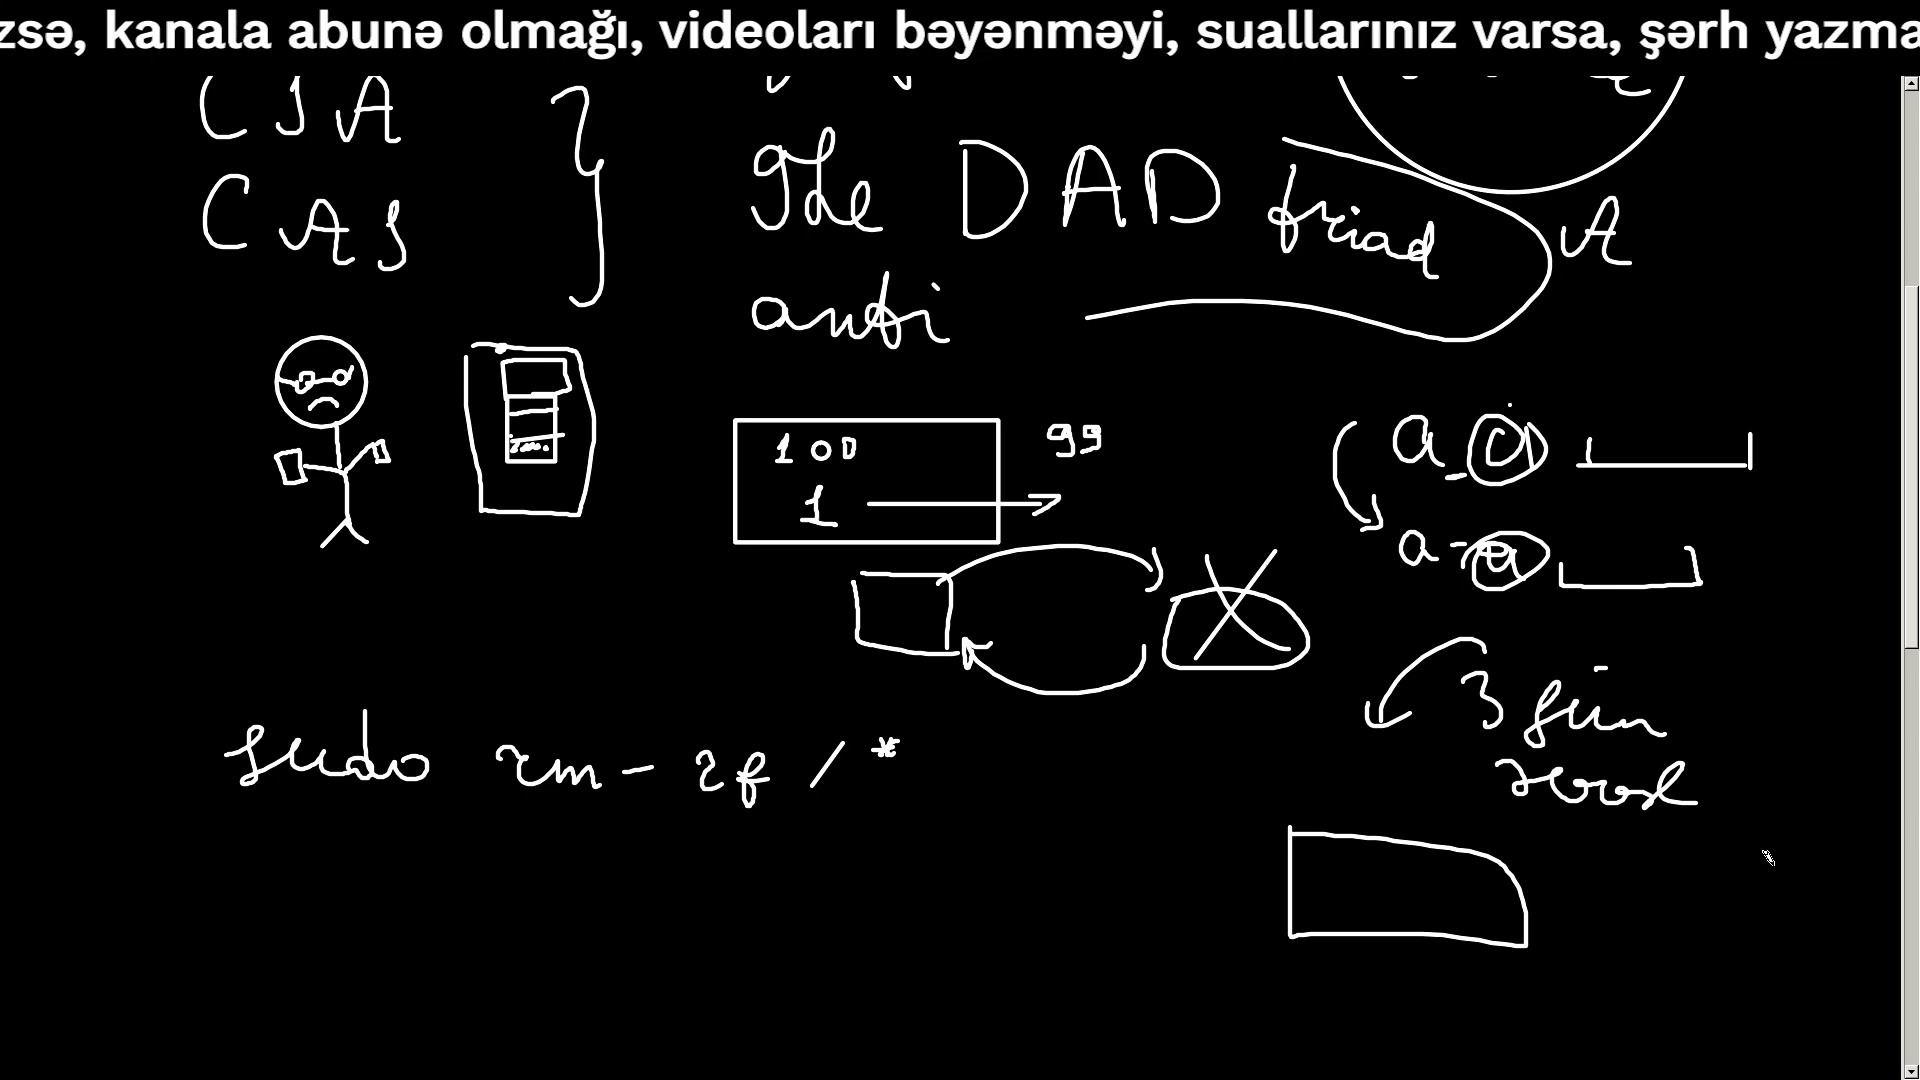 zsə, kanala abunə olmağı, videoları bəyənməyi, suallarınız varsa, şərh yazma
CIA
CAI
The DAD triad
anti
A
100
1
99
a
a
3 gün
sudo rm - rf / *